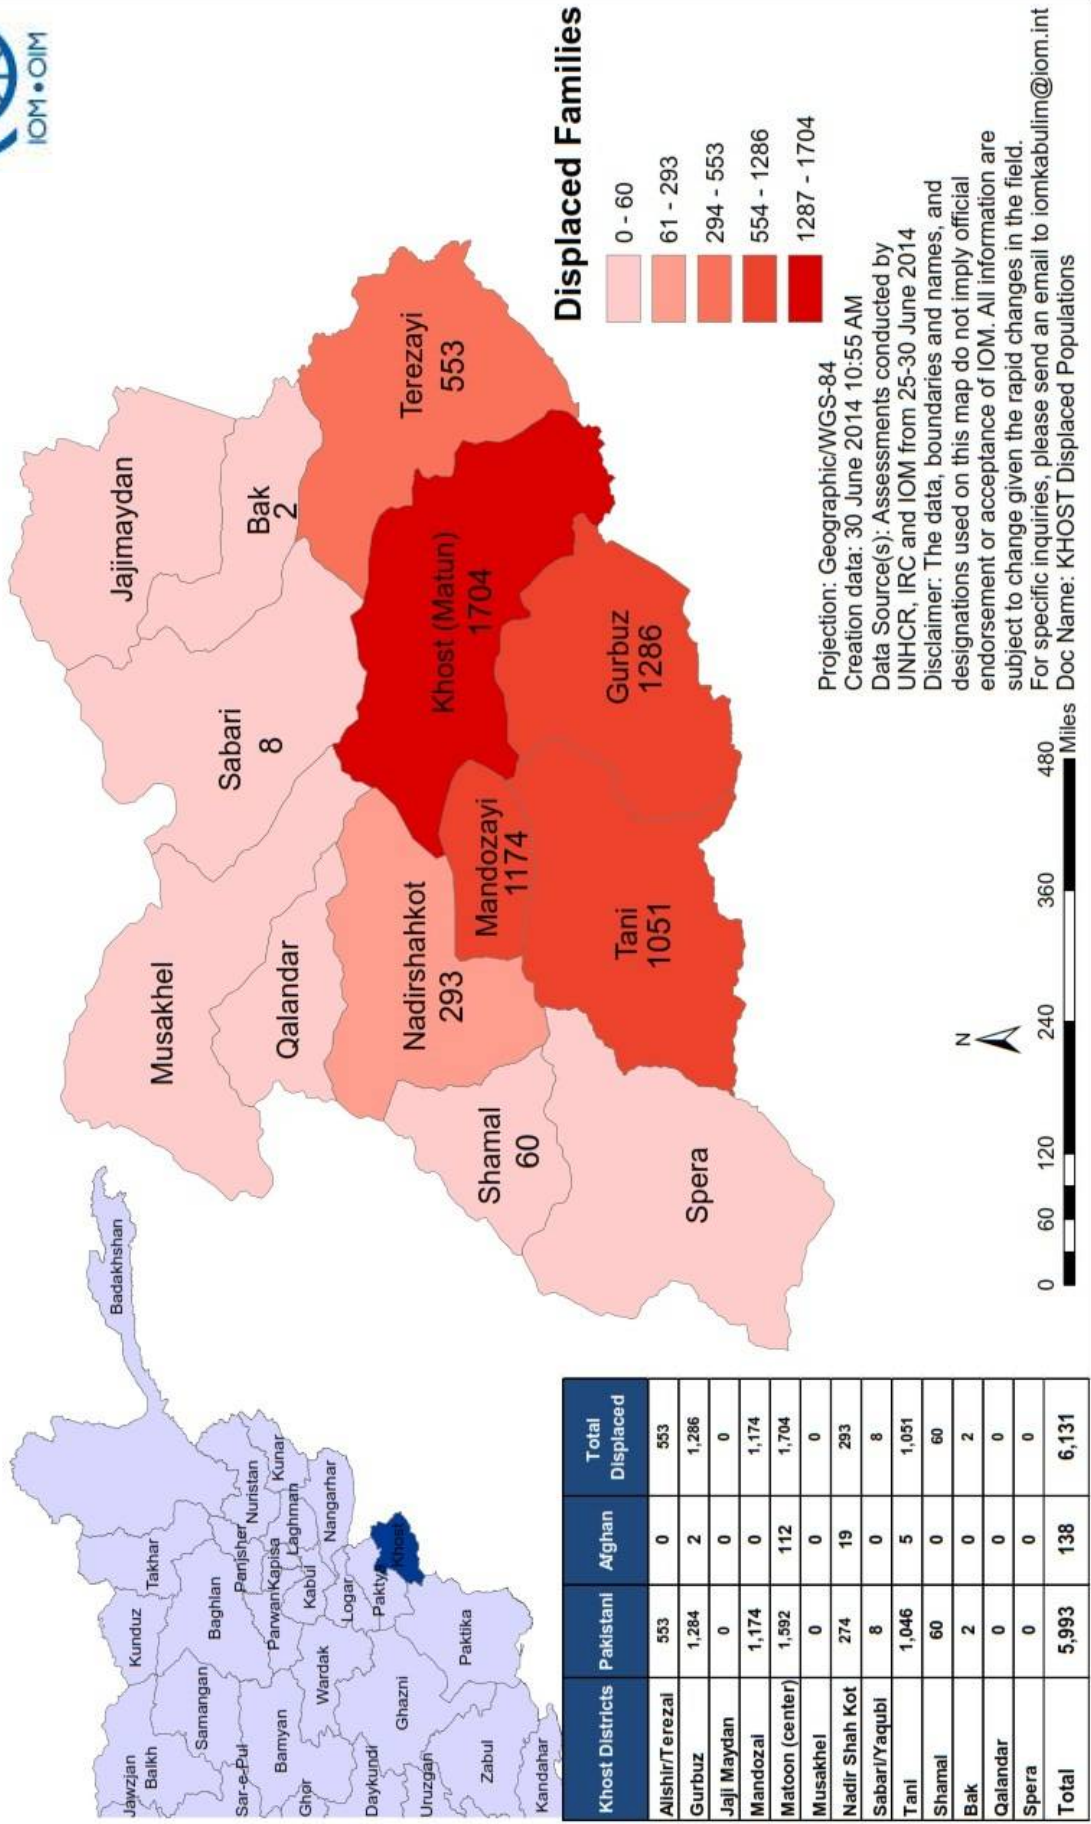 IOM • OIM
Jawzjan
Balkh
Kunduz
Takhar
Badakhshan
Samangan
Baghlan
Sar-e-Pul
Panjsher
Nuristan
Kunar
Bamyan
Parwan
Kapisa
Laghman
Ghor
Wardak
Kabul
Nangarhar
Logar
Daykundi
Ghazni
Paktya
Khost
Uruzgan
Paktika
Zabul
Kandahar
Musakhel
Jajimaydan
Sabari
8
Bak
2
Qalandar
Nadirshahkot
293
Khost (Matun)
1704
Terezayi
553
Shamal
60
Mandozayi
1174
Tani
1051
Gurbuz
1286
Spera
Displaced Families
0 - 60
61 - 293
294 - 553
554 - 1286
1287 - 1704
Khost Districts Pakistani Afghan Total Displaced
Alishir/Terezai 553 0 553
Gurbuz 1,284 2 1,286
Jaji Maydan 0 0 0
Mandozai 1,174 0 1,174
Matoon (center) 1,592 112 1,704
Musakhel 0 0 0
Nadir Shah Kot 274 19 293
Sabari/Yaqubi 8 0 8
Tani 1,046 5 1,051
Shamal 60 0 60
Bak 2 0 2
Qalandar 0 0 0
Spera 0 0 0
Total 5,993 138 6,131
N
0 60 120 240 360 480
Miles
Projection: Geographic/WGS-84
Creation data: 30 June 2014 10:55 AM
Data Source(s): Assessments conducted by
UNHCR, IRC and IOM from 25-30 June 2014
Disclaimer: The data, boundaries and names, and
designations used on this map do not imply official
endorsement or acceptance of IOM. All information are
subject to change given the rapid changes in the field.
For specific inquiries, please send an email to iomkabulim@iom.int
Doc Name: KHOST Displaced Populations